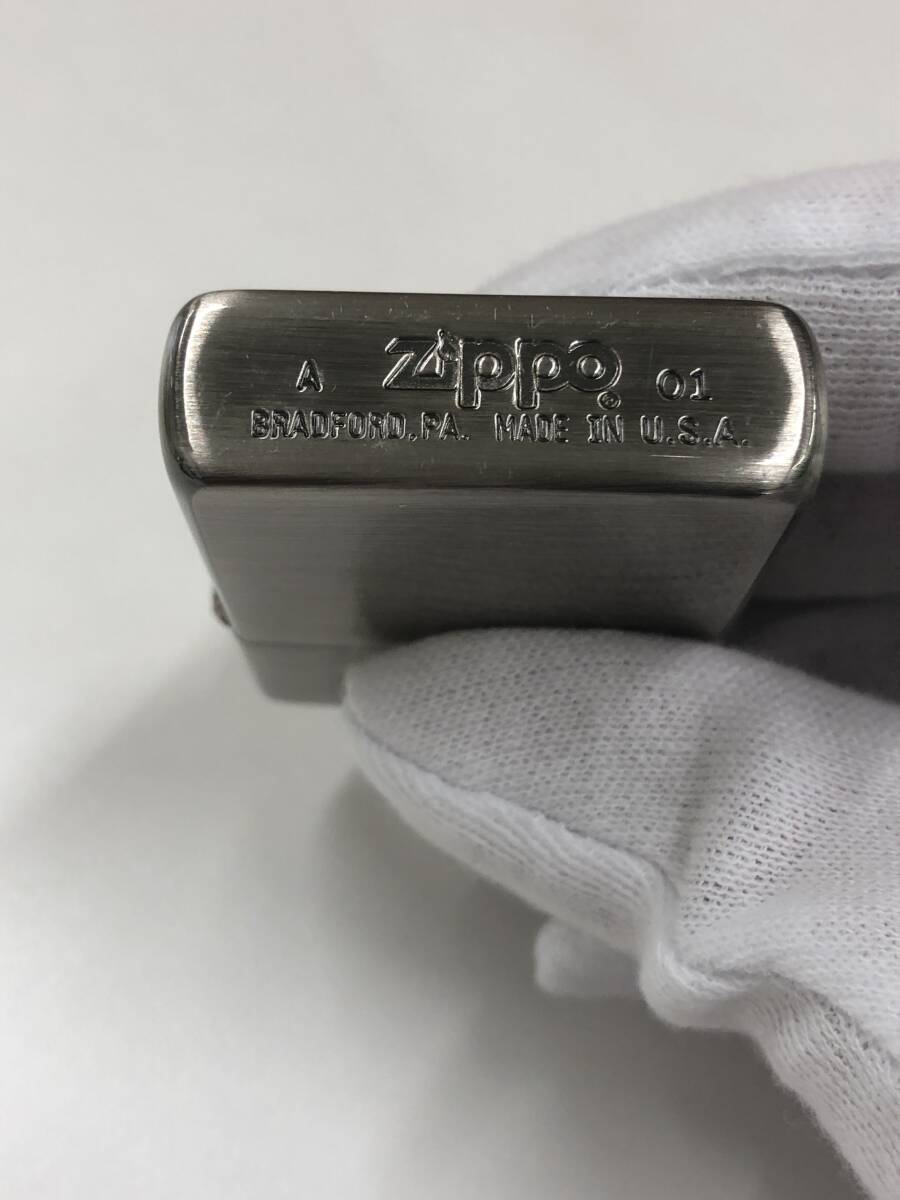 A Zippo® 01
BRADFORD,PA. MADE IN U.S.A.